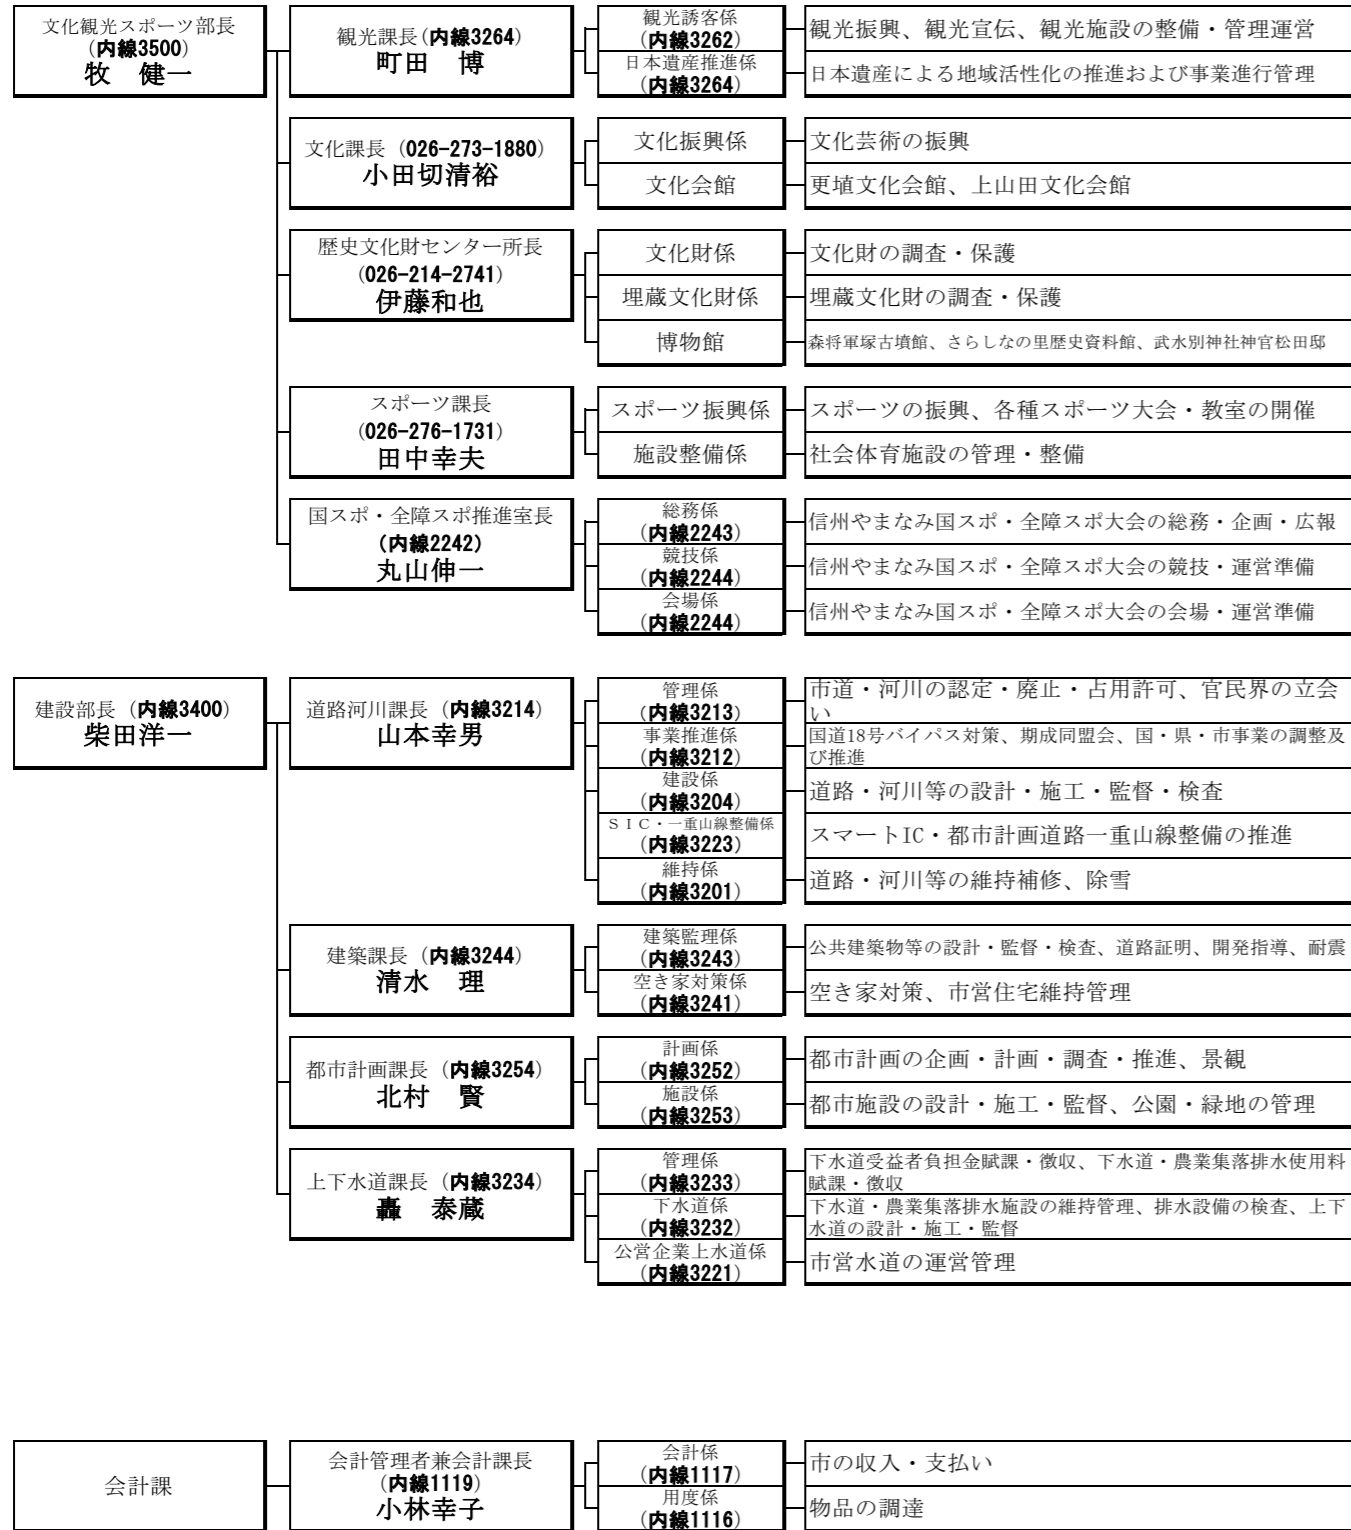 文化観光スポーツ部長
(内線3500)
牧　健一
観光課長(内線3264)
町田　博
観光誘客係
(内線3262)
観光振興、観光宣伝、観光施設の整備・管理運営
日本遺産推進係
(内線3264)
日本遺産による地域活性化の推進および事業進行管理
文化課長（026-273-1880）
小田切清裕
文化振興係
文化芸術の振興
文化会館
更埴文化会館、上山田文化会館
歴史文化財センター所長
（026-214-2741）
伊藤和也
文化財係
文化財の調査・保護
埋蔵文化財係
埋蔵文化財の調査・保護
博物館
森将軍塚古墳館、さらしなの里歴史資料館、武水別神社神官松田邸
スポーツ課長
（026-276-1731）
田中幸夫
スポーツ振興係
スポーツの振興、各種スポーツ大会・教室の開催
施設整備係
社会体育施設の管理・整備
国スポ・全障スポ推進室長
(内線2242)
丸山伸一
総務係
（内線2243）
信州やまなみ国スポ・全障スポ大会の総務・企画・広報
競技係
（内線2244）
信州やまなみ国スポ・全障スポ大会の競技・運営準備
会場係
（内線2244）
信州やまなみ国スポ・全障スポ大会の会場・運営準備
建設部長（内線3400）
柴田洋一
道路河川課長（内線3214）
山本幸男
管理係
（内線3213）
市道・河川の認定・廃止・占用許可、官民界の立会
い
事業推進係
（内線3212）
国道18号バイパス対策、期成同盟会、国・県・市事業の調整及
び推進
建設係
（内線3204）
道路・河川等の設計・施工・監督・検査
ＳＩＣ・一重山線整備係
（内線3223）
スマートIC・都市計画道路一重山線整備の推進
維持係
（内線3201）
道路・河川等の維持補修、除雪
建築課長（内線3244）
清水　理
建築監理係
（内線3243）
公共建築物等の設計・監督・検査、道路証明、開発指導、耐震
空き家対策係
（内線3241）
空き家対策、市営住宅維持管理
都市計画課長（内線3254）
北村　賢
計画係
（内線3252）
都市計画の企画・計画・調査・推進、景観
施設係
（内線3253）
都市施設の設計・施工・監督、公園・緑地の管理
上下水道課長（内線3234）
轟　泰蔵
管理係
（内線3233）
下水道受益者負担金賦課・徴収、下水道・農業集落排水使用料
賦課・徴収
下水道係
（内線3232）
下水道・農業集落排水施設の維持管理、排水設備の検査、上下
水道の設計・施工・監督
公営企業上水道係
（内線3221）
市営水道の運営管理
会計課
会計管理者兼会計課長
（内線1119）
小林幸子
会計係
（内線1117）
市の収入・支払い
用度係
（内線1116）
物品の調達